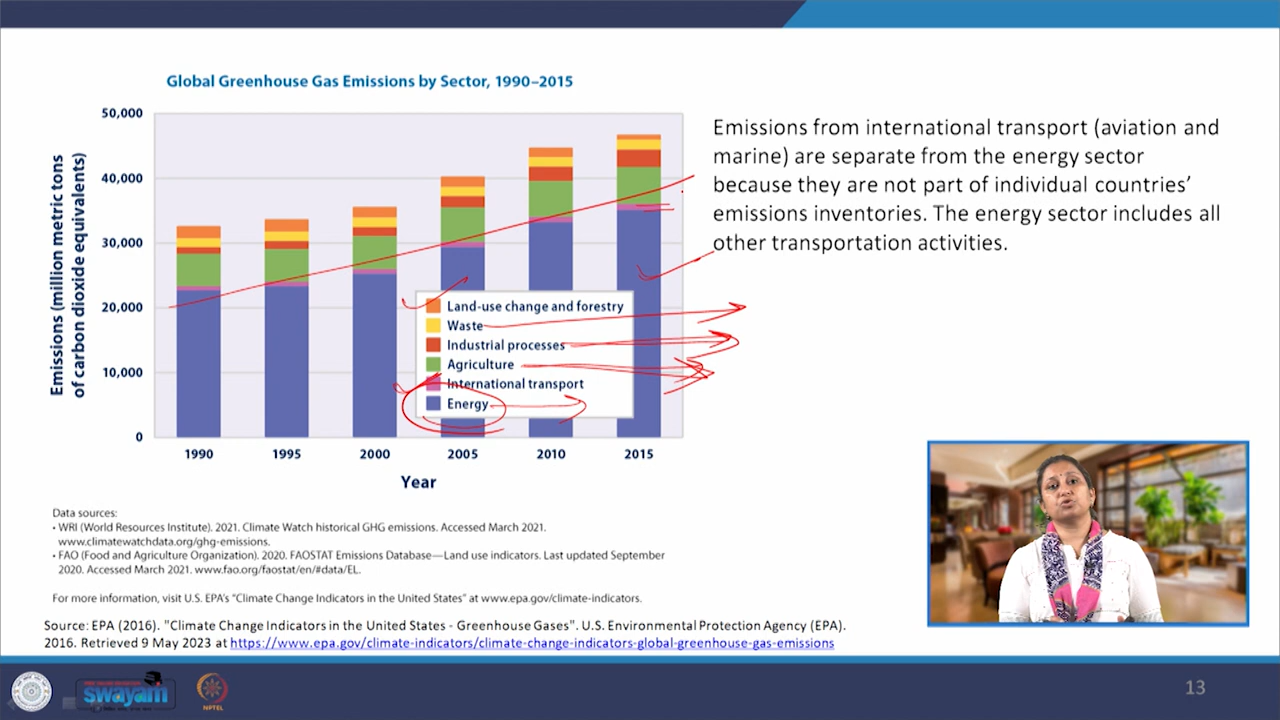 Global Greenhouse Gas Emissions by Sector, 1990–2015
50,000
40,000
30,000
20,000
10,000
0
Emissions (million metric tons
of carbon dioxide equivalents)
Land-use change and forestry
Waste
Industrial processes
Agriculture
International transport
Energy
1990 1995 2000 2005 2010 2015
Year
Emissions from international transport (aviation and
marine) are separate from the energy sector
because they are not part of individual countries’
emissions inventories. The energy sector includes all
other transportation activities.
Data sources:
• WRI (World Resources Institute). 2021. Climate Watch historical GHG emissions. Accessed March 2021.
www.climatewatchdata.org/ghg-emissions.
• FAO (Food and Agriculture Organization). 2020. FAOSTAT Emissions Database—Land use indicators. Last updated September
2020. Accessed March 2021. www.fao.org/faostat/en/#data/EL.
For more information, visit U.S. EPA’s “Climate Change Indicators in the United States” at www.epa.gov/climate-indicators.
Source: EPA (2016). "Climate Change Indicators in the United States - Greenhouse Gases". U.S. Environmental Protection Agency (EPA).
2016. Retrieved 9 May 2023 at https://www.epa.gov/climate-indicators/climate-change-indicators-global-greenhouse-gas-emissions
swayam
NPTEL
13